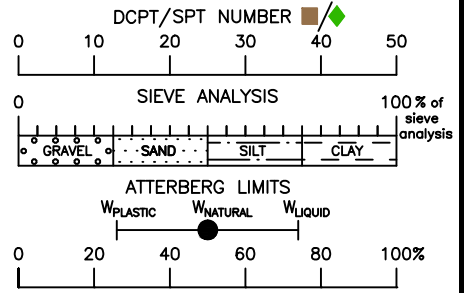 DCPT/SPT NUMBER /
0 10 20 30 40 50
SIEVE ANALYSIS
0 100 % of
sieve
analysis
GRAVEL SAND SILT CLAY
ATTERBERG LIMITS
WPLASTIC WNATURAL WLIQUID
0 20 40 60 80 100%